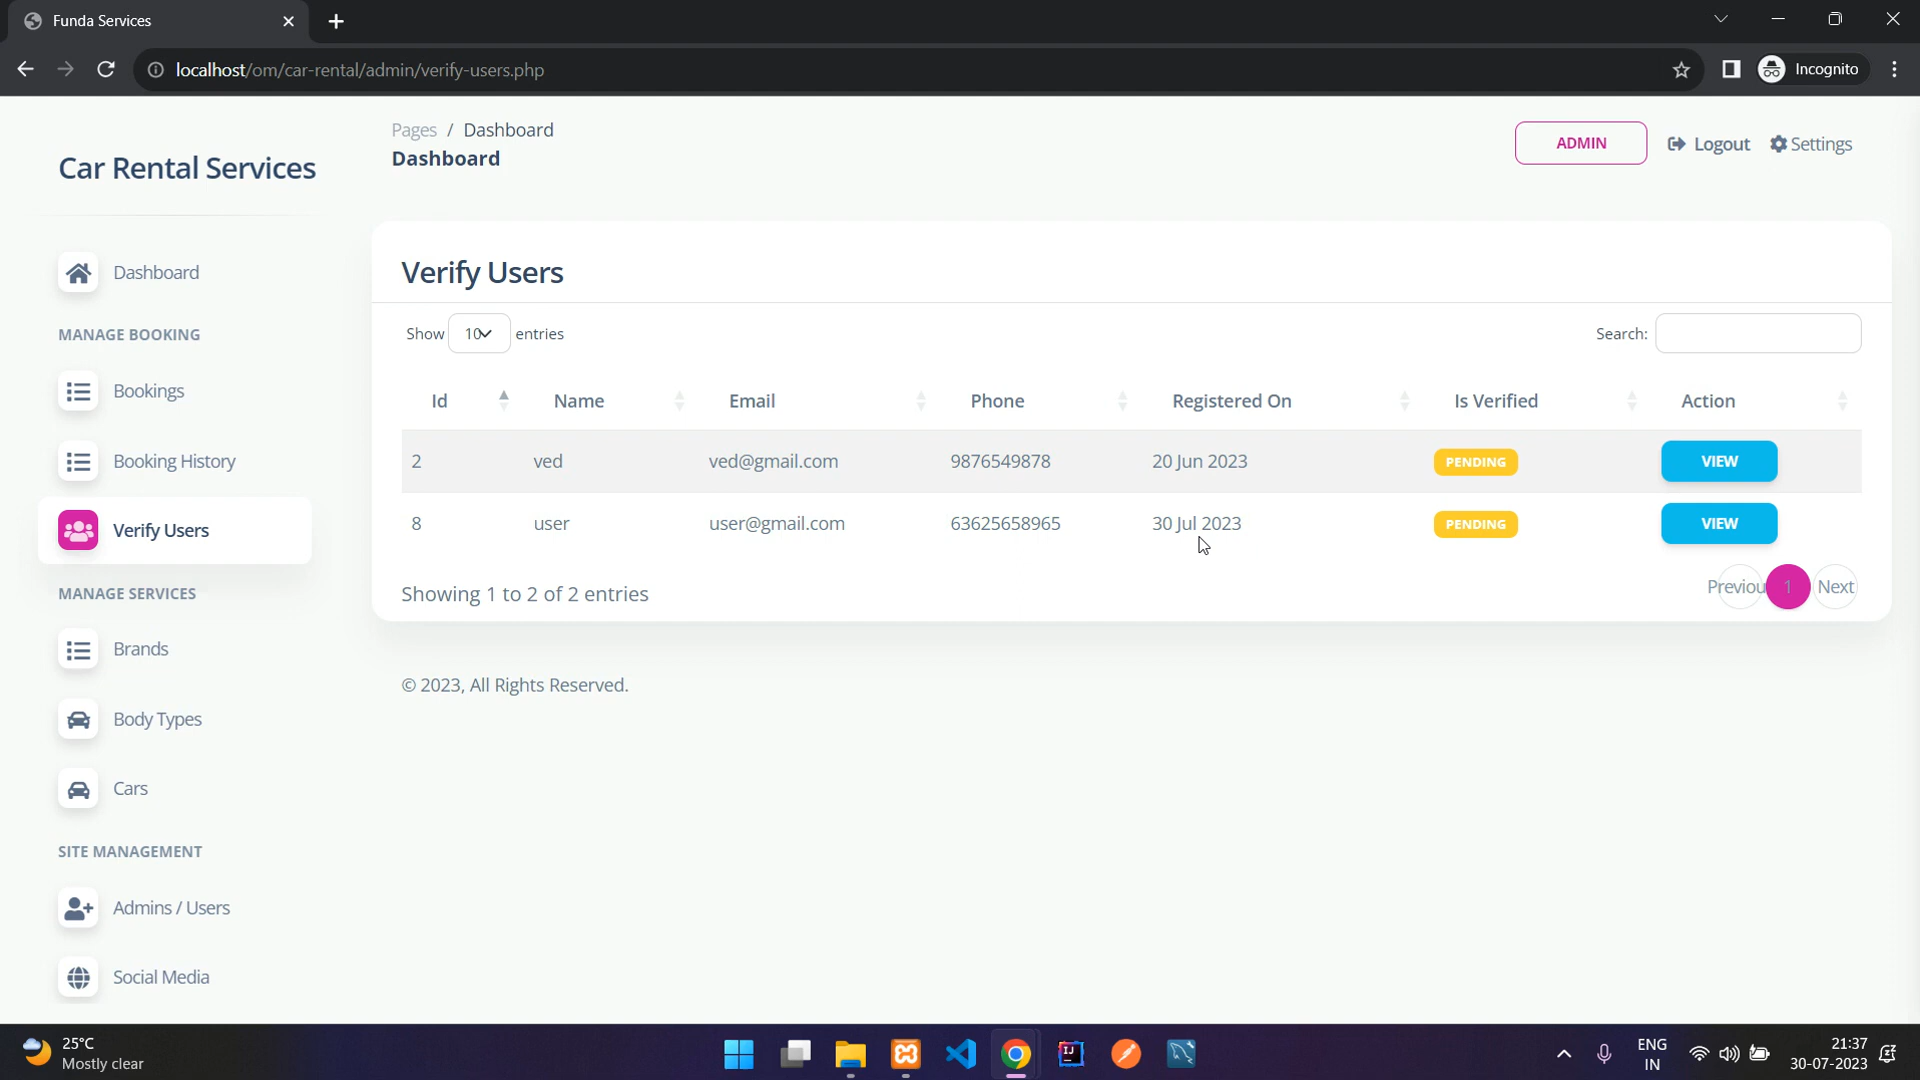 Funda Services
localhost/om/car-rental/admin/verify-users.php
Incognito
Car Rental Services
Pages / Dashboard
Dashboard
ADMIN
Logout
Settings
Dashboard
MANAGE BOOKING
Bookings
Booking History
Verify Users
MANAGE SERVICES
Brands
Body Types
Cars
SITE MANAGEMENT
Admins / Users
Social Media
Verify Users
Show 10 entries
Search:
Id Name Email Phone Registered On Is Verified Action
2 ved ved@gmail.com 9876549878 20 Jun 2023 PENDING VIEW
8 user user@gmail.com 63625658965 30 Jul 2023 PENDING VIEW
Showing 1 to 2 of 2 entries
Previou 1 Next
© 2023, All Rights Reserved.
25°C
Mostly clear
IJ
ENG
IN
21:37
30-07-2023